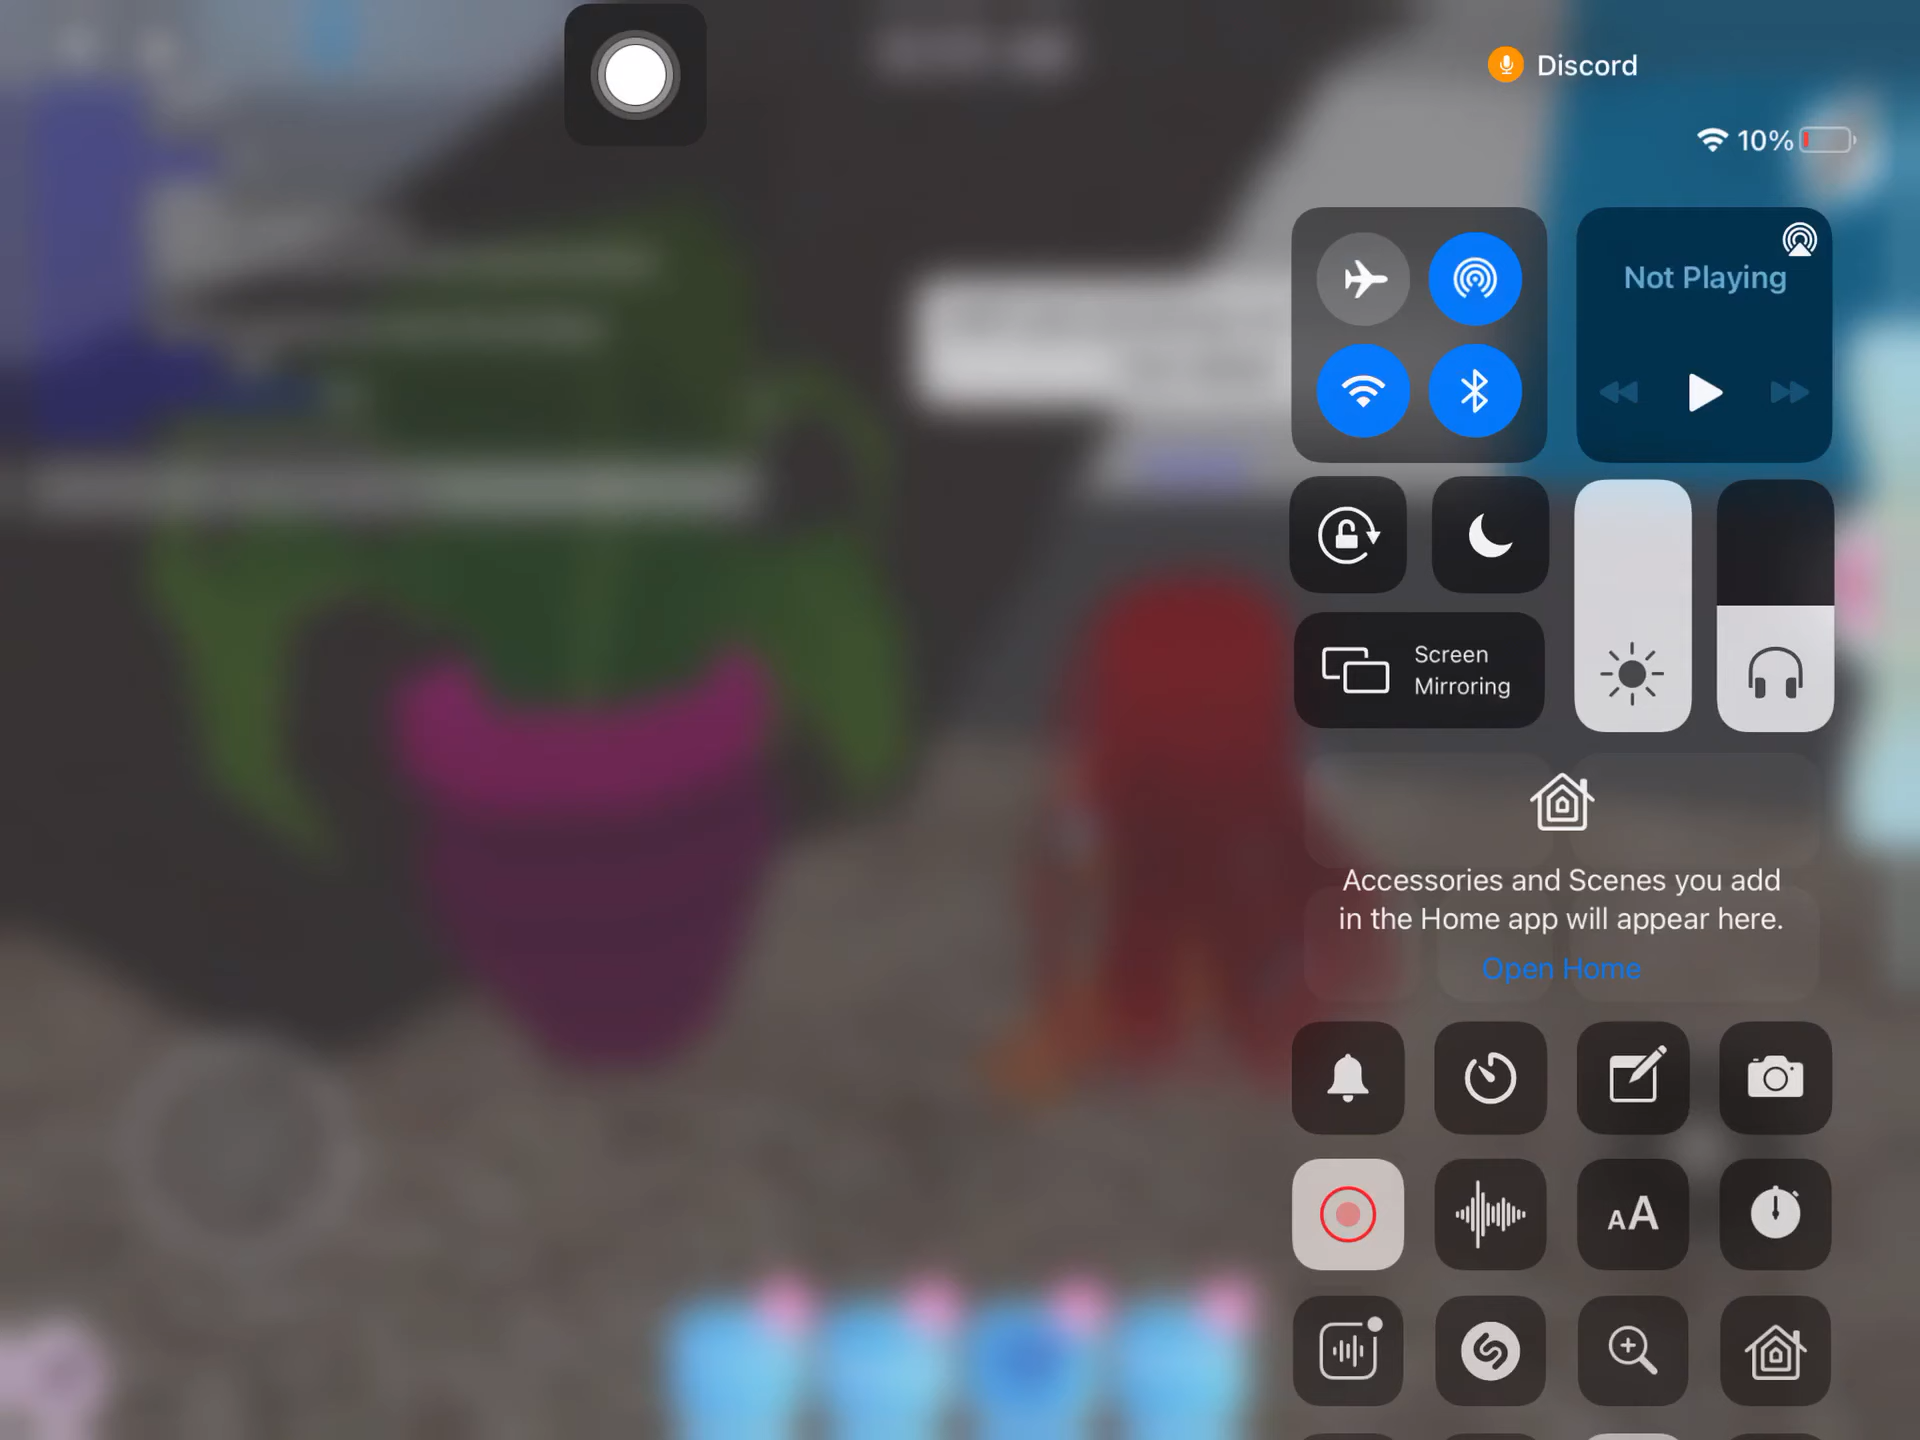 Discord
10%
Not Playing
Screen
Mirroring
Accessories and Scenes you add
in the Home app will appear here.
Open Home
AA